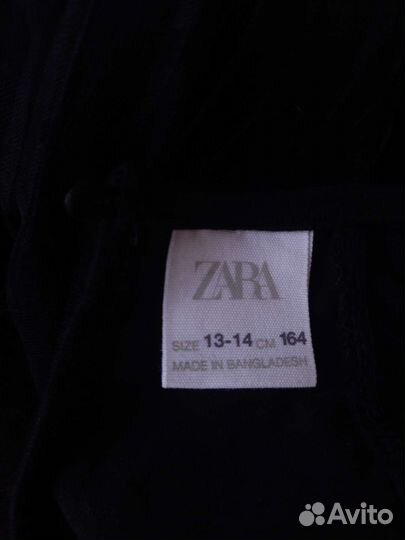 ZARA
SIZE 13-14 CM 164
MADE IN BANGLADESH
Avito